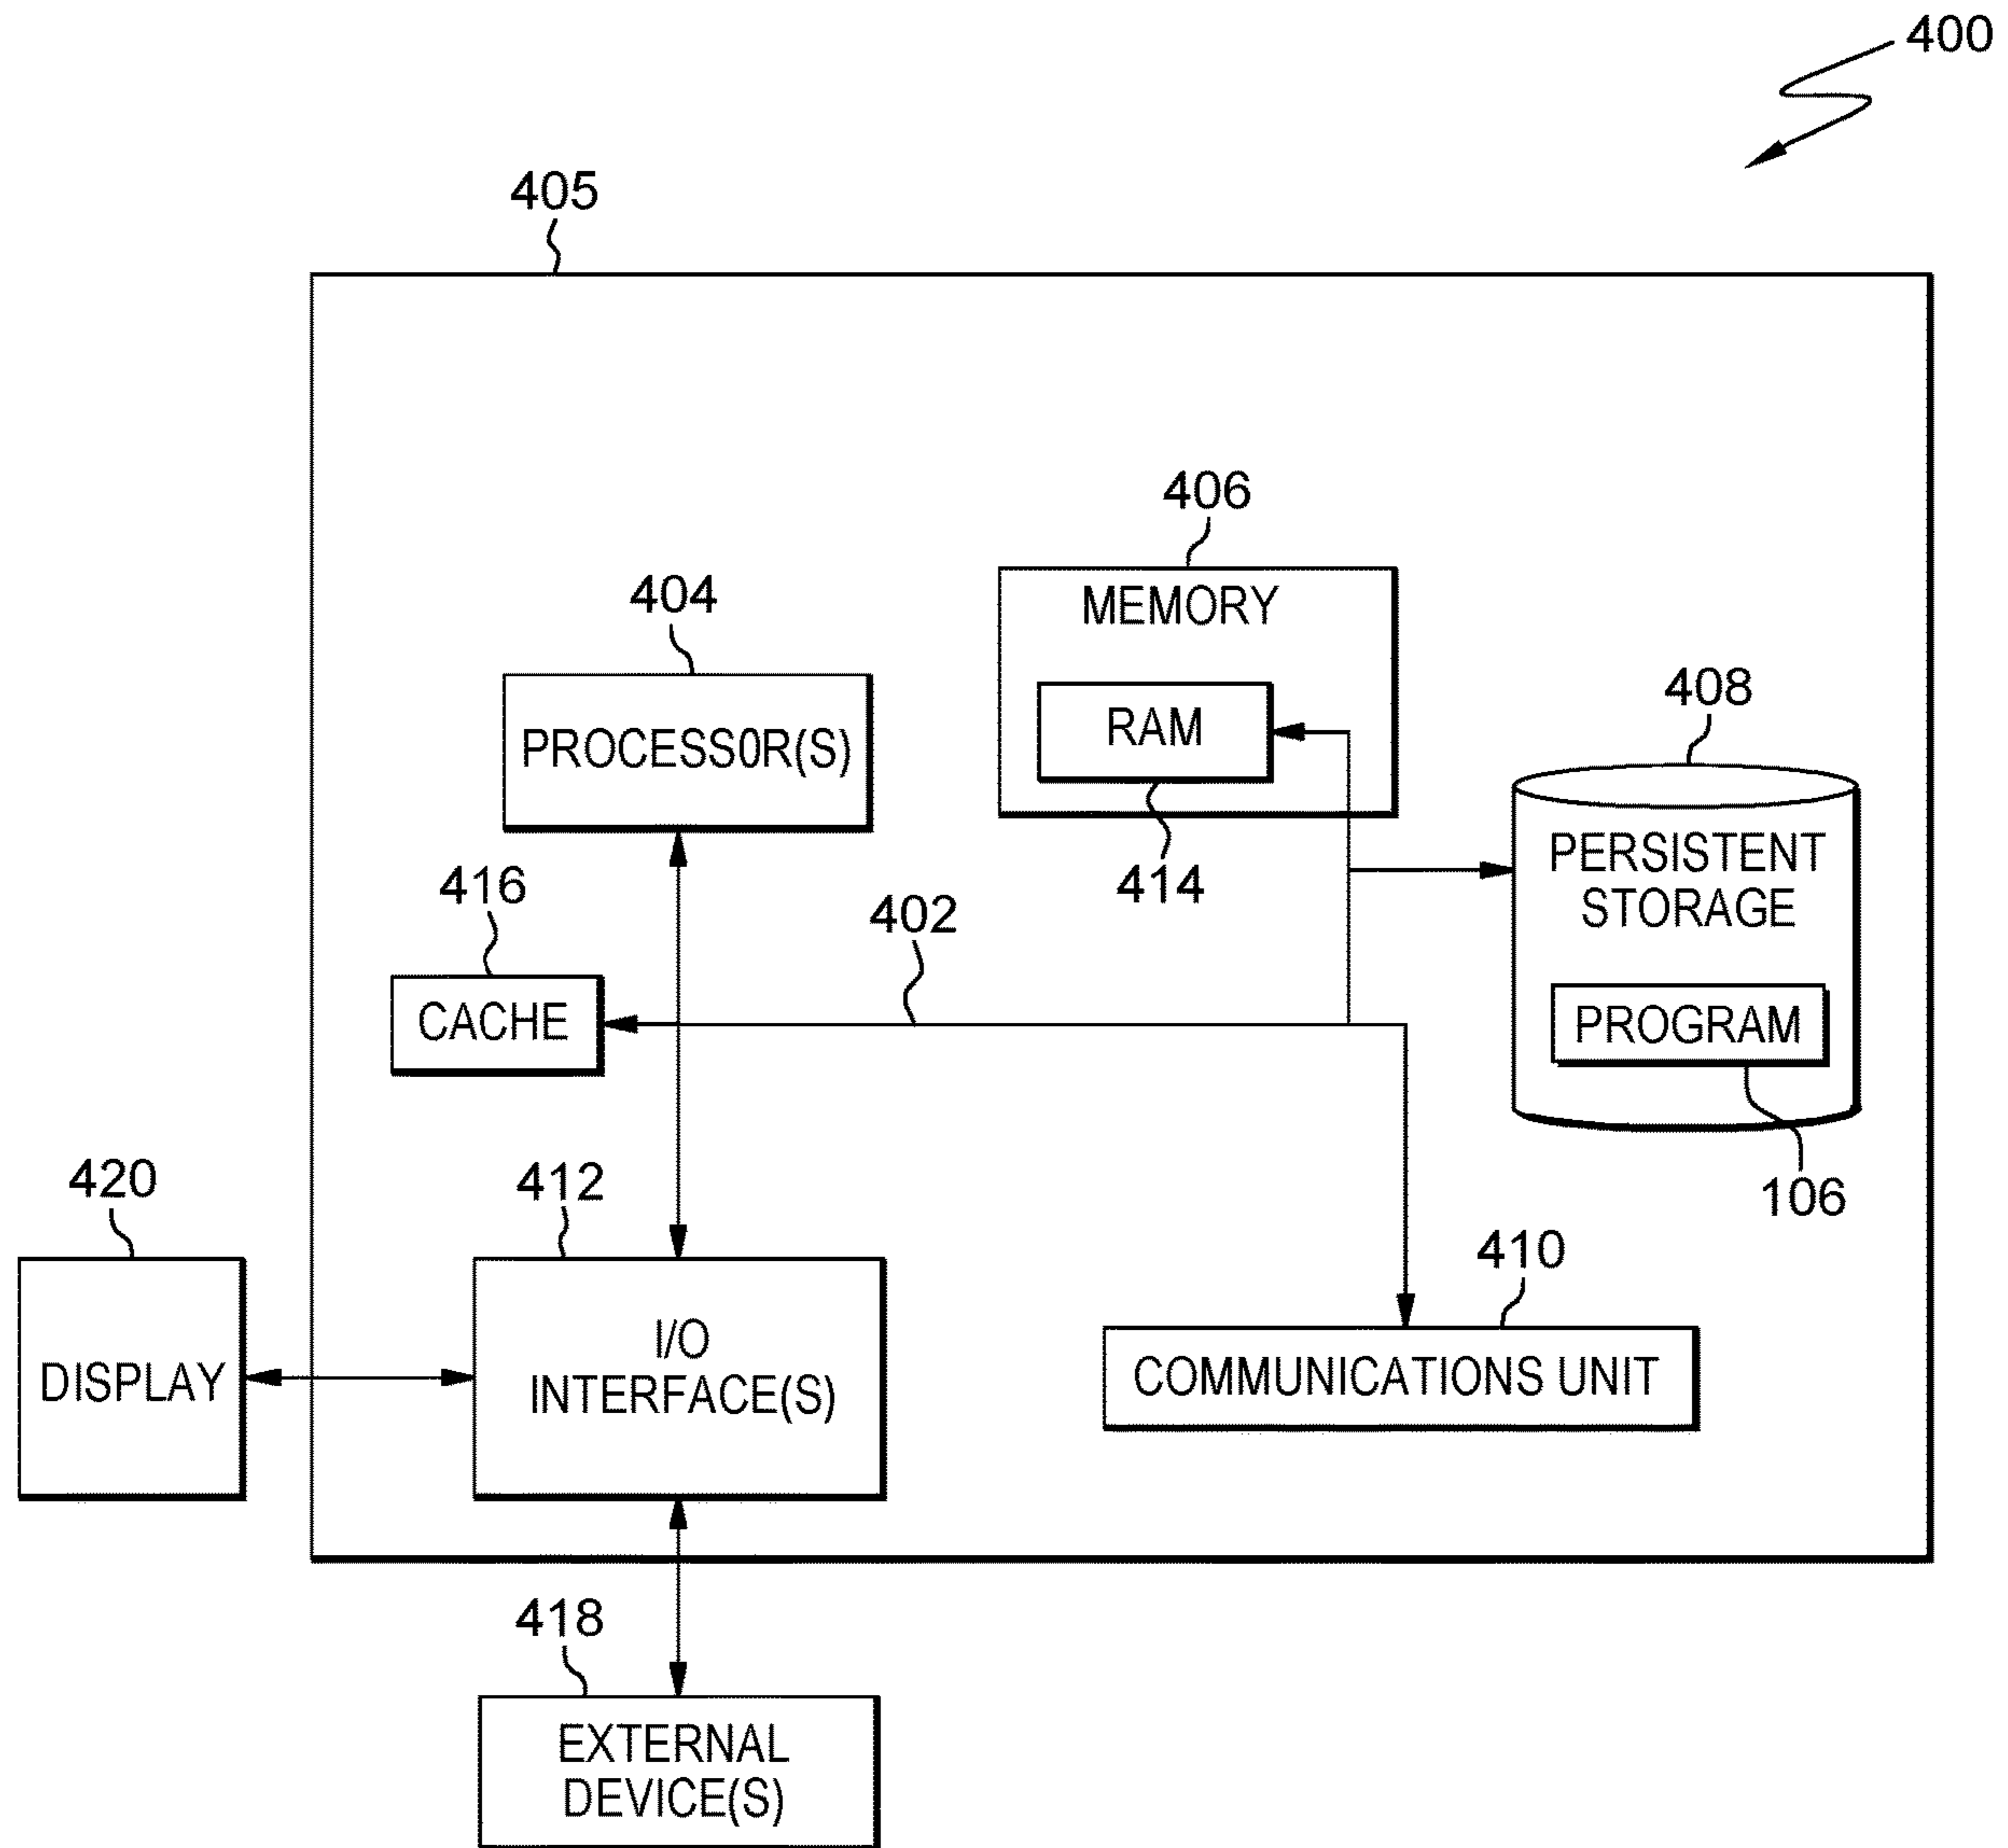 400
405
406
MEMORY
404
408
RAM
PROCESS0R(S)
PERSISTENT
STORAGE
414
416
402
CACHE
PROGRAM
420
412
106
410
I/O
INTERFACE(S)
DISPLAY
COMMUNICATIONS UNIT
418
EXTERNAL
DEVICE(S)